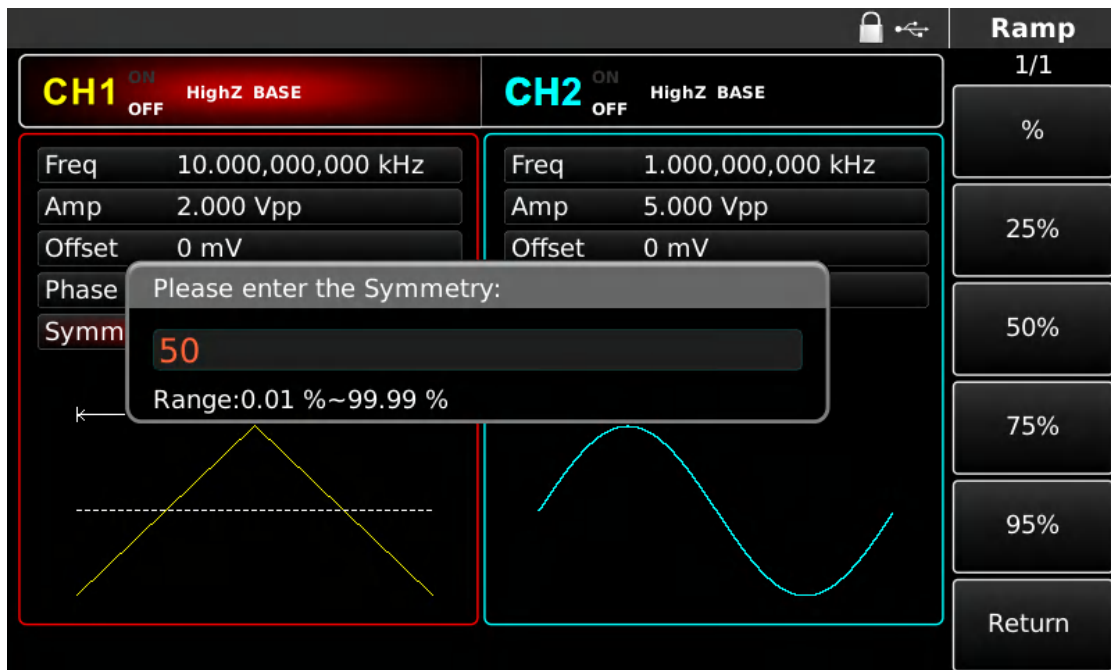 Ramp
1/1
CH1 ON OFF HighZ BASE
CH2 ON OFF HighZ BASE
Freq 10.000,000,000 kHz
Amp 2.000 Vpp
Offset 0 mV
Phase
Symm
Freq 1.000,000,000 kHz
Amp 5.000 Vpp
Offset 0 mV
Please enter the Symmetry:
50
Range:0.01 %~99.99 %
%
25%
50%
75%
95%
Return